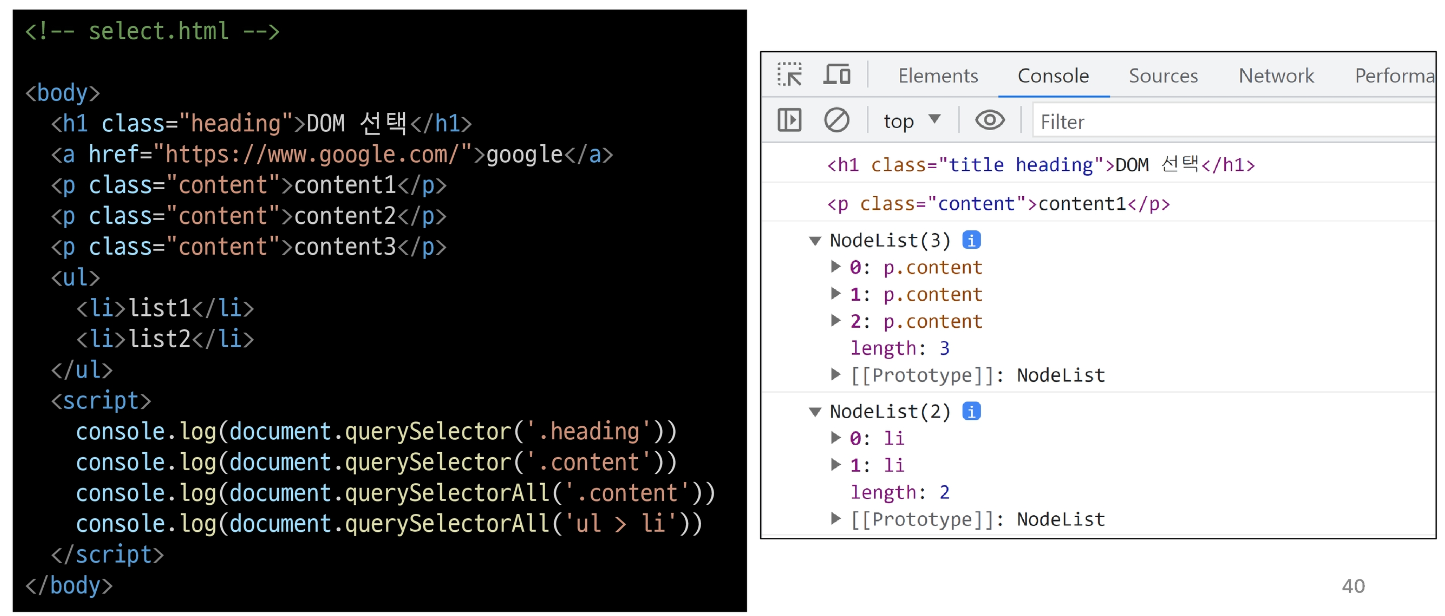 <!-- select.html -->
<body>
<h1 class="heading">DOM 선택</h1>
<a href="https://www.google.com/">google</a>
<p class="content">content1</p>
<p class="content">content2</p>
<p class="content">content3</p>
<ul>
<li>list1</li>
<li>list2</li>
</ul>
<script>
console.log(document.querySelector('.heading'))
console.log(document.querySelector('.content'))
console.log(document.querySelectorAll('.content'))
console.log(document.querySelectorAll('ul > li'))
</script>
</body>
Elements Console Sources Network Performa
top Filter
<h1 class="title heading">DOM 선택</h1>
<p class="content">content1</p>
NodeList(3) i
0: p.content
1: p.content
2: p.content
length: 3
[[Prototype]]: NodeList
NodeList(2) i
0: li
1: li
length: 2
[[Prototype]]: NodeList
40